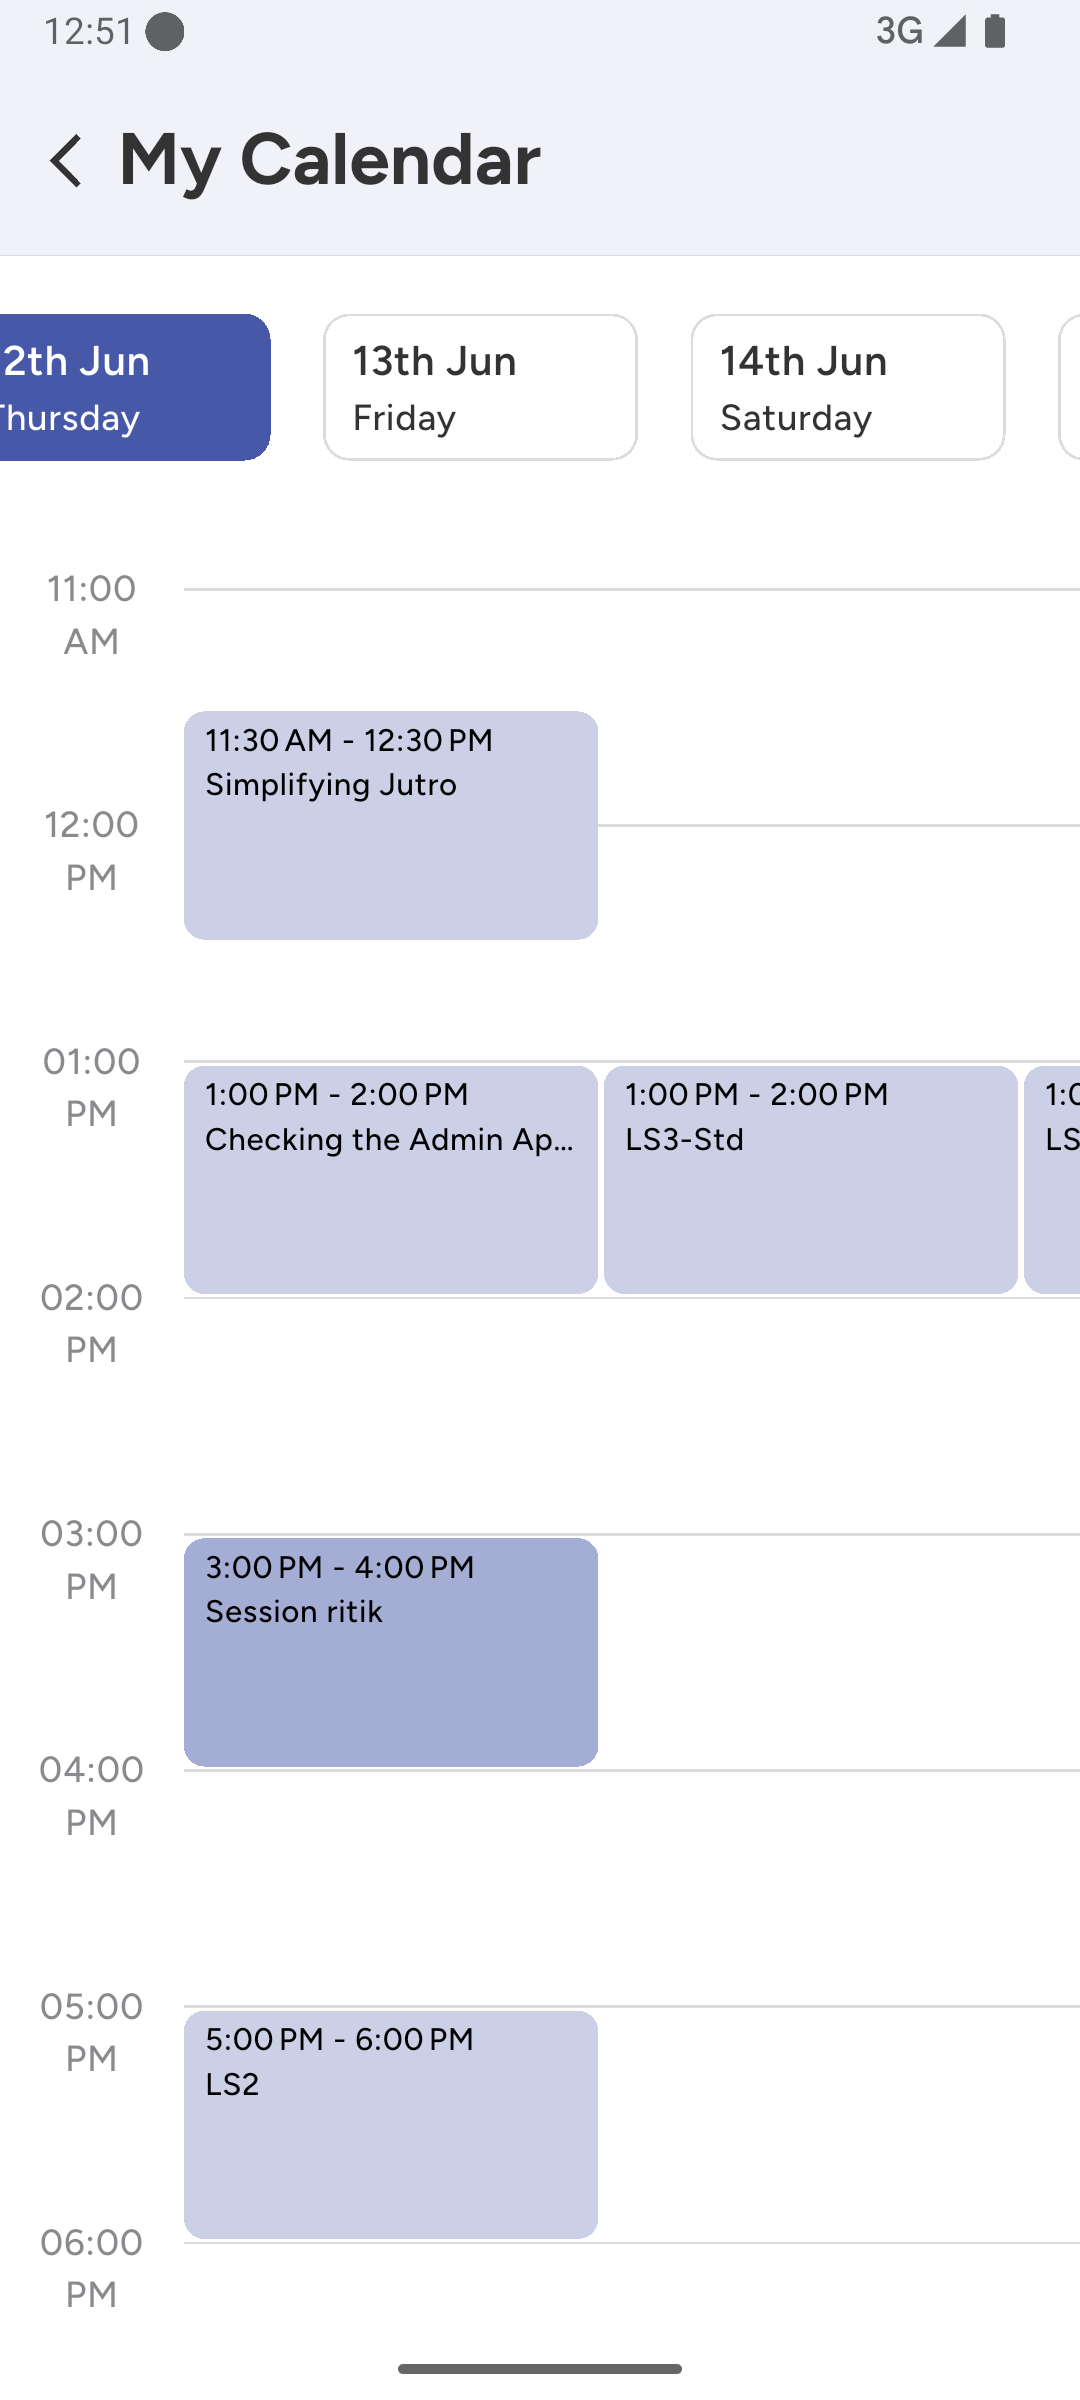 12:51
3G
My Calendar
2th Jun
Thursday
13th Jun
Friday
14th Jun
Saturday
11:00
AM
11:30 AM - 12:30 PM
Simplifying Jutro
12:00
PM
01:00
PM
1:00 PM - 2:00 PM
Checking the Admin Ap...
1:00 PM - 2:00 PM
LS3-Std
LS
02:00
PM
03:00
PM
3:00 PM - 4:00 PM
Session ritik
04:00
PM
05:00
PM
5:00 PM - 6:00 PM
LS2
06:00
PM